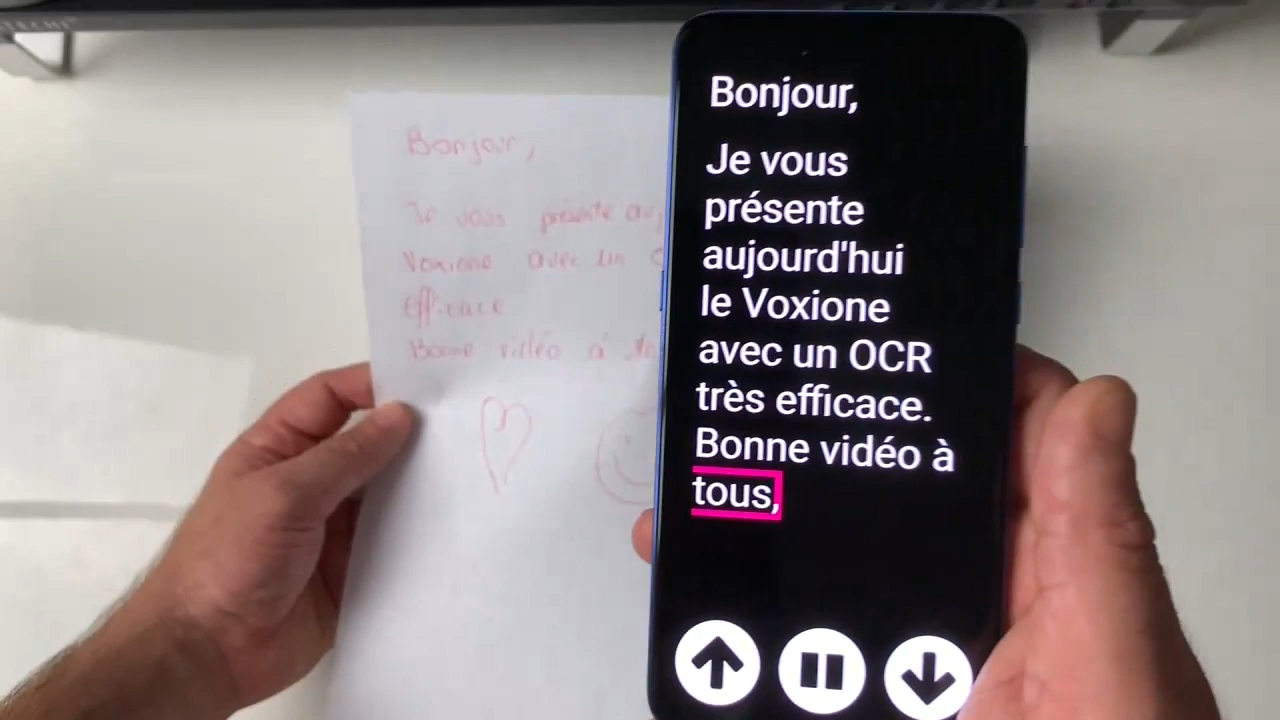 Bonjour,
Je vous présente
Voxione avec un
efficace
Bonne vidéo à
Bonjour,
Je vous
présente
aujourd'hui
le Voxione
avec un OCR
très efficace.
Bonne vidéo à
tous,